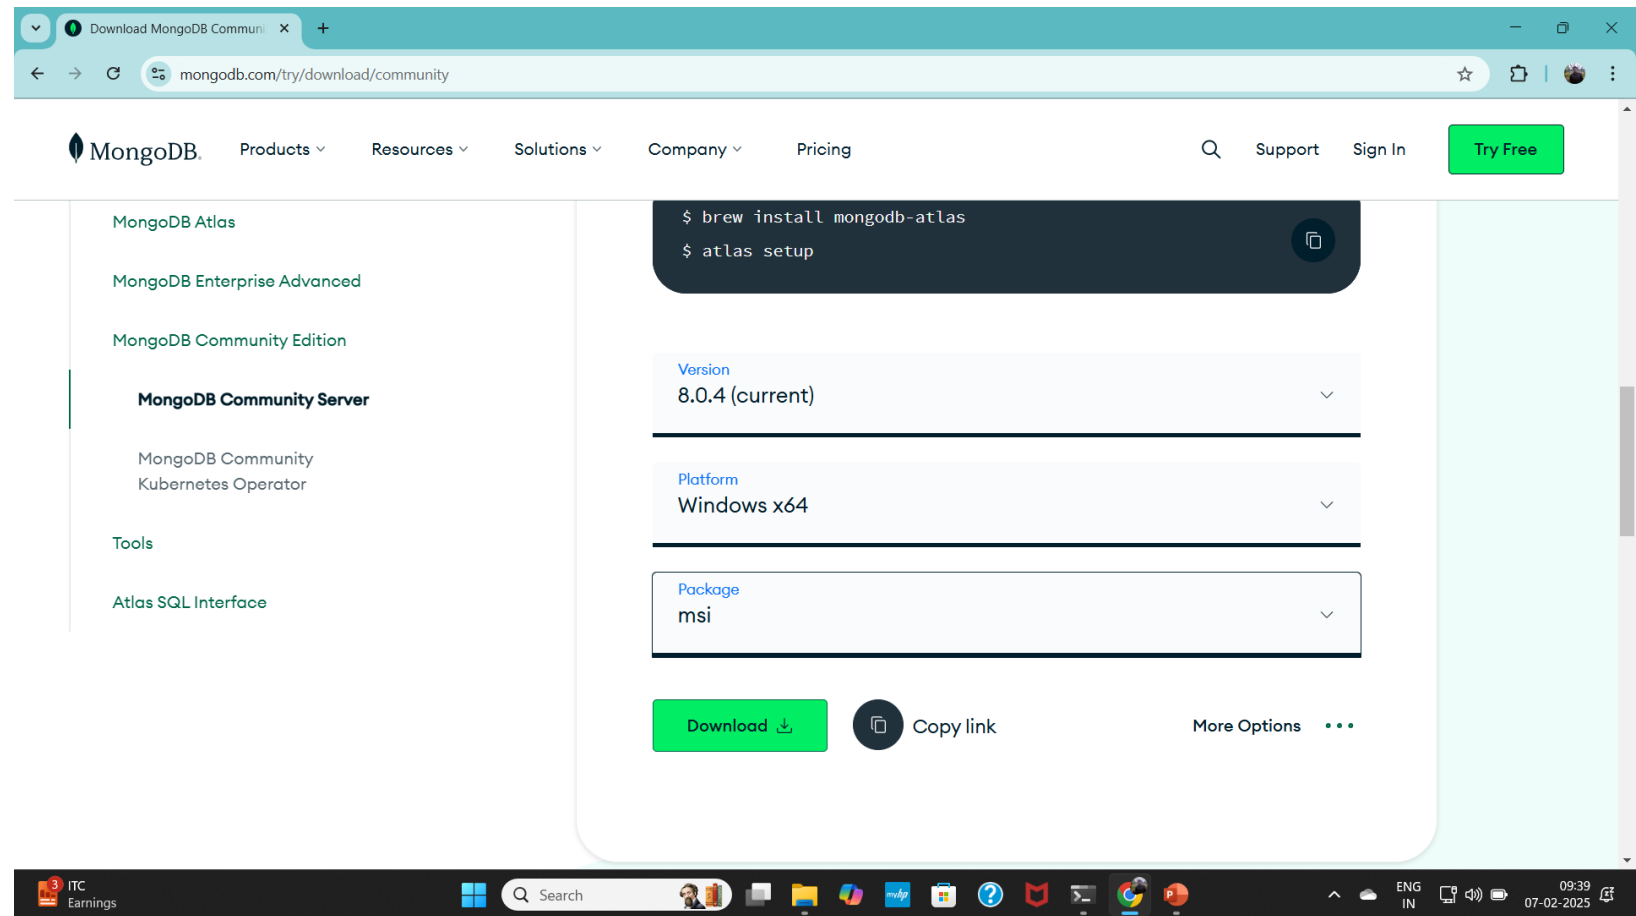 Download MongoDB Communi
mongodb.com/try/download/community
MongoDB.
Products
Resources
Solutions
Company
Pricing
Support
Sign In
Try Free
MongoDB Atlas
MongoDB Enterprise Advanced
MongoDB Community Edition
MongoDB Community Server
MongoDB Community
Kubernetes Operator
Tools
Atlas SQL Interface
$ brew install mongodb-atlas
$ atlas setup
Version
8.0.4 (current)
Platform
Windows x64
Package
msi
Download
Copy link
More Options
3
ITC
Earnings
Search
myhp
P
ENG
IN
09:39
07-02-2025